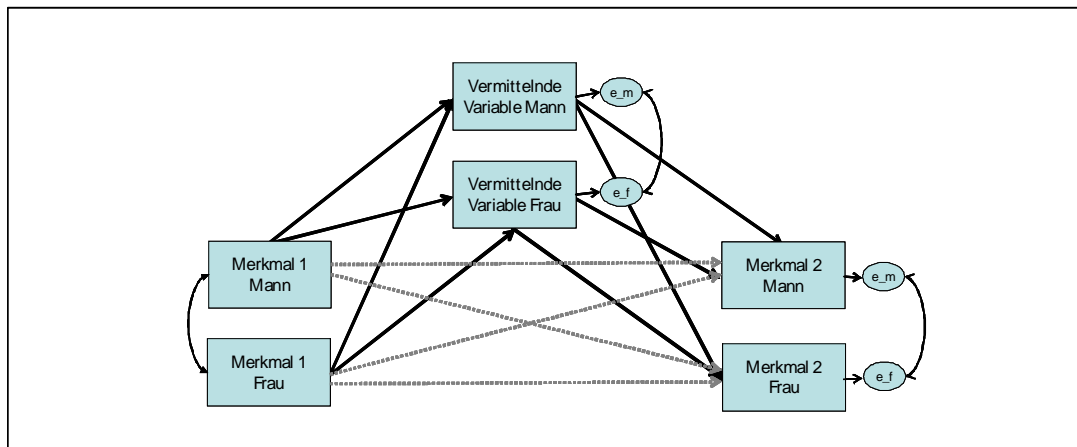 Vermittelnde
Variable Mann
e_m
Vermittelnde
Variable Frau
e_f
Merkmal 1
Mann
Merkmal 2
Mann
e_m
Merkmal 1
Frau
Merkmal 2
Frau
e_f